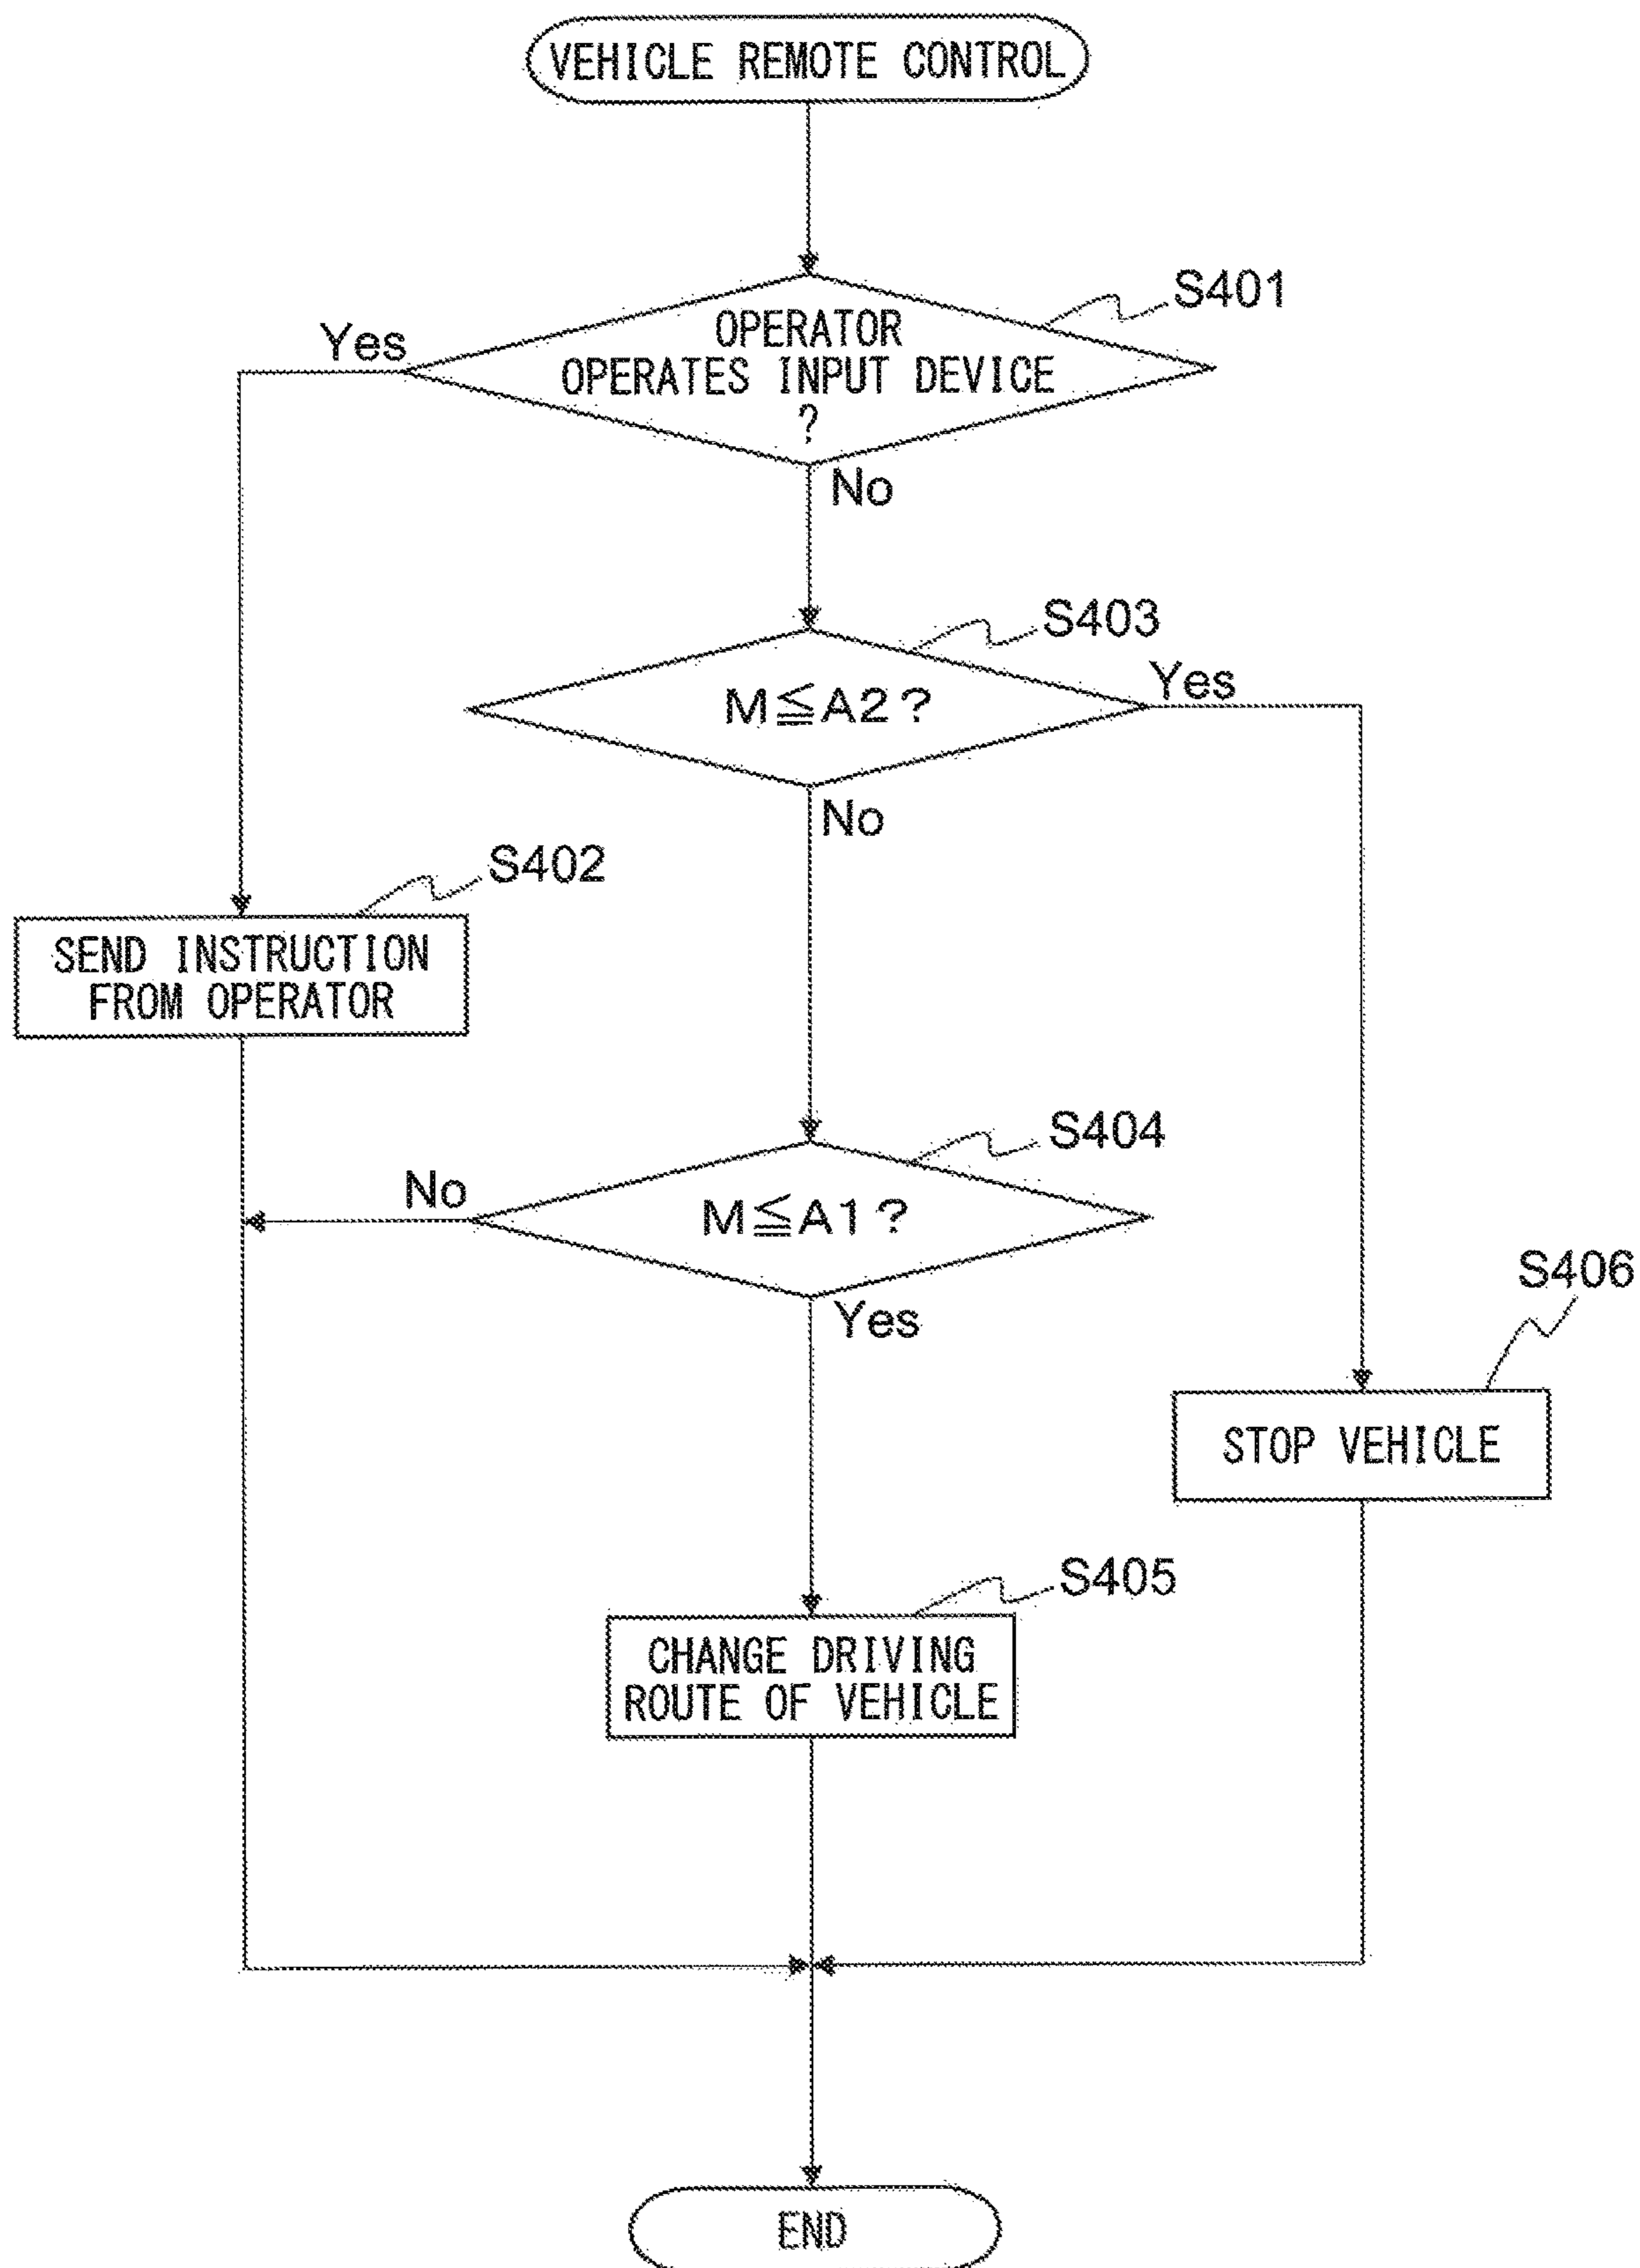 VEHICLE REMOTE CONTROL
S401
Yes
OPERATOR
OPERATES INPUT DEVICE
?
No
S403
Yes
M≦A2?
No
S402
SEND INSTRUCTION
FROM OPERATOR
S404
No
M≦A1?
Yes
S406
STOP VEHICLE
S405
CHANGE DRIVING
ROUTE OF VEHICLE
END